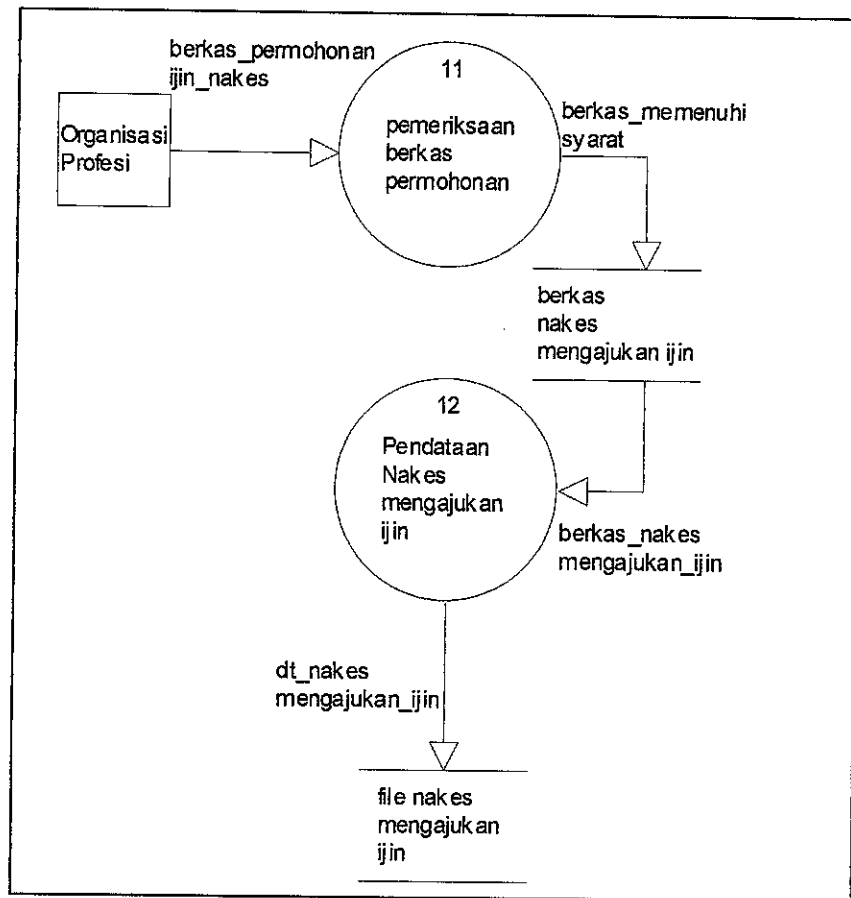 berkas_permohonan
ijin_nakes
Organisasi
Profesi
11
pemeriksaan
berkas
permohonan
berkas_memenuhi
syarat
berkas
nakes
mengajukan ijin
12
Pendataan
Nakes
mengajukan
ijin
berkas_nakes
mengajukan_ijin
dt_nakes
mengajukan_ijin
file nakes
mengajukan
ijin